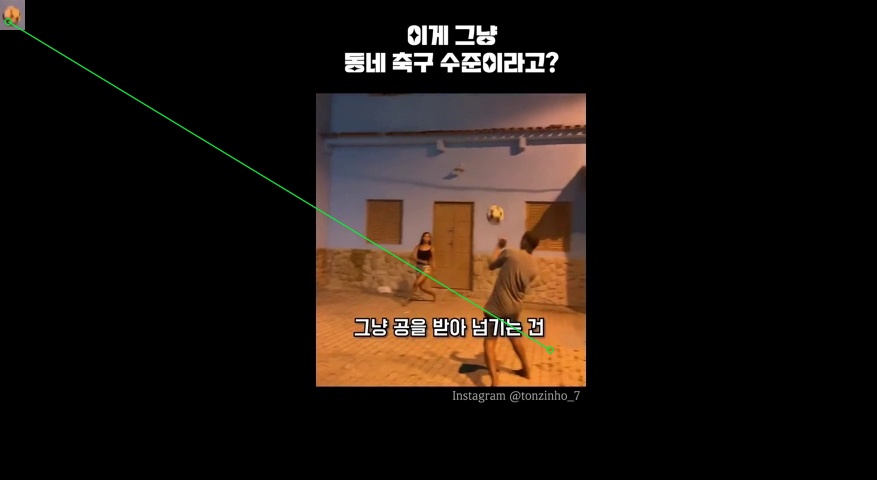 이게 그냥
동네 축구 수준이라고?
그냥 공을 받아 넘기는 건
Instagram @tonzinho_7